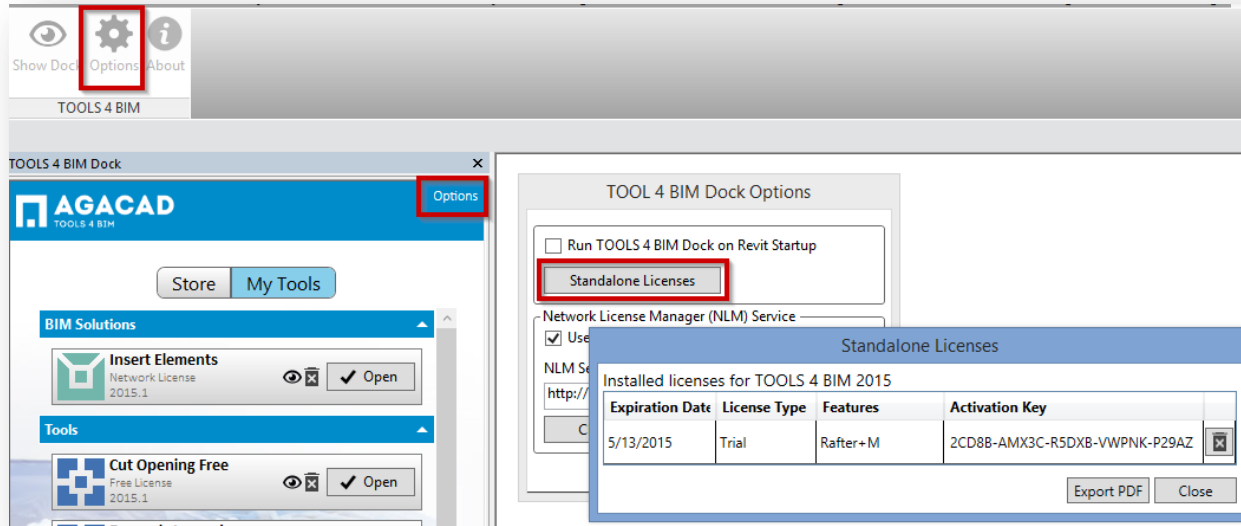 Show Dock Options About
TOOLS 4 BIM
TOOLS 4 BIM Dock
Options
AGACAD
TOOLS 4 BIM
Store My Tools
BIM Solutions
Insert Elements
Network License
2015.1
Open
Tools
Cut Opening Free
Free License
2015.1
Open
TOOL 4 BIM Dock Options
Run TOOLS 4 BIM Dock on Revit Startup
Standalone Licenses
Network License Manager (NLM) Service
Use
NLM Se
http://
C
Standalone Licenses
Installed licenses for TOOLS 4 BIM 2015
Expiration Date License Type Features Activation Key
5/13/2015 Trial Rafter+M 2CD8B-AMX3C-R5DXB-VWPNK-P29AZ
Export PDF Close